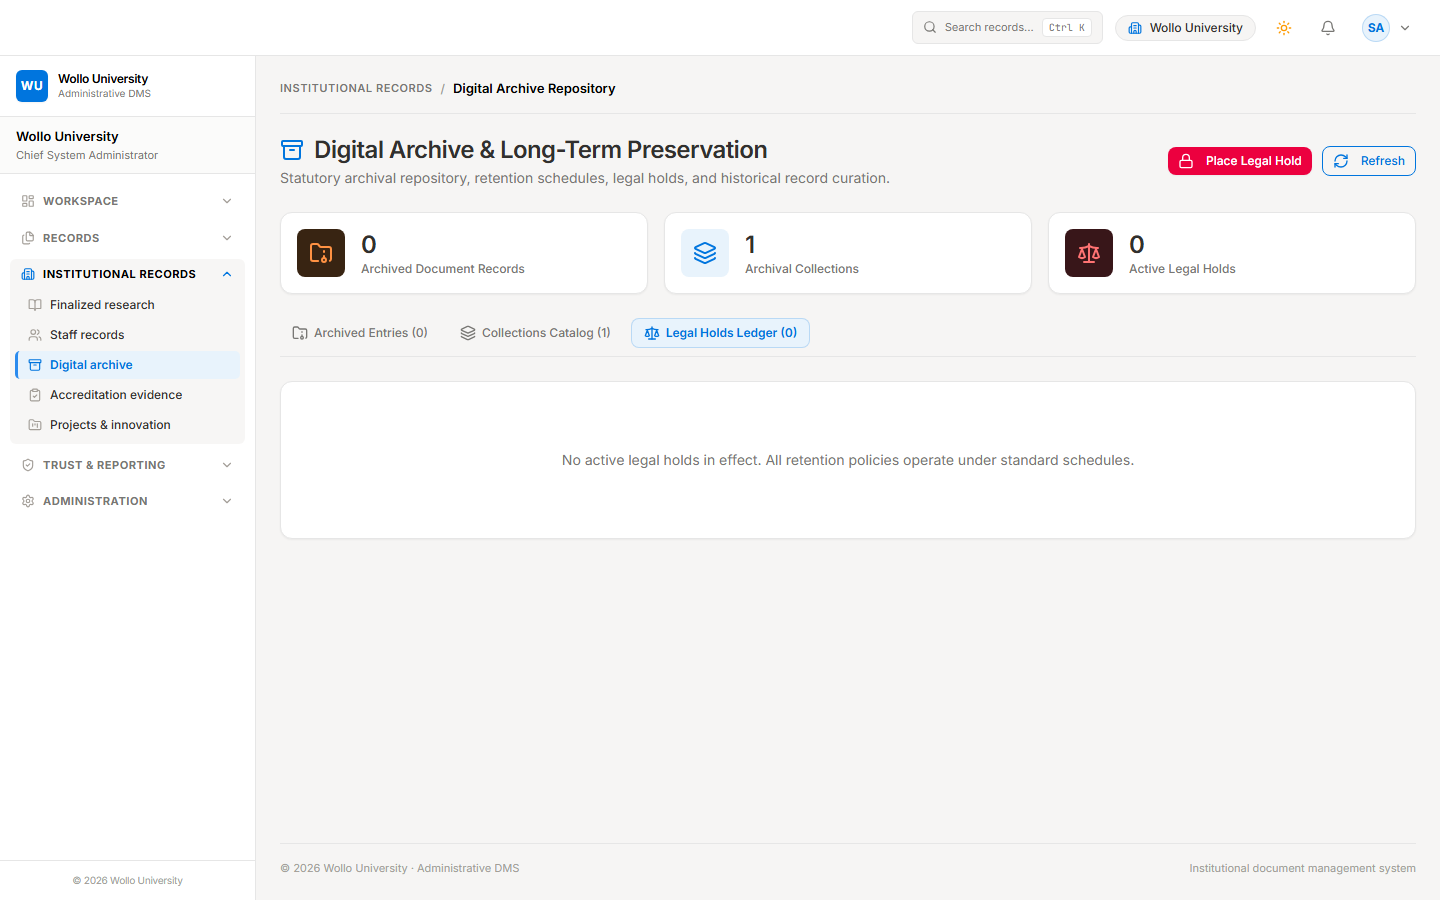 Search records... Ctrl K
Wollo University
SA
WU
Wollo University
Administrative DMS
Wollo University
Chief System Administrator
WORKSPACE
RECORDS
INSTITUTIONAL RECORDS
Finalized research
Staff records
Digital archive
Accreditation evidence
Projects & innovation
TRUST & REPORTING
ADMINISTRATION
© 2026 Wollo University
INSTITUTIONAL RECORDS / Digital Archive Repository
Digital Archive & Long-Term Preservation
Statutory archival repository, retention schedules, legal holds, and historical record curation.
Place Legal Hold
Refresh
0
Archived Document Records
1
Archival Collections
0
Active Legal Holds
Archived Entries (0)
Collections Catalog (1)
Legal Holds Ledger (0)
No active legal holds in effect. All retention policies operate under standard schedules.
© 2026 Wollo University · Administrative DMS
Institutional document management system